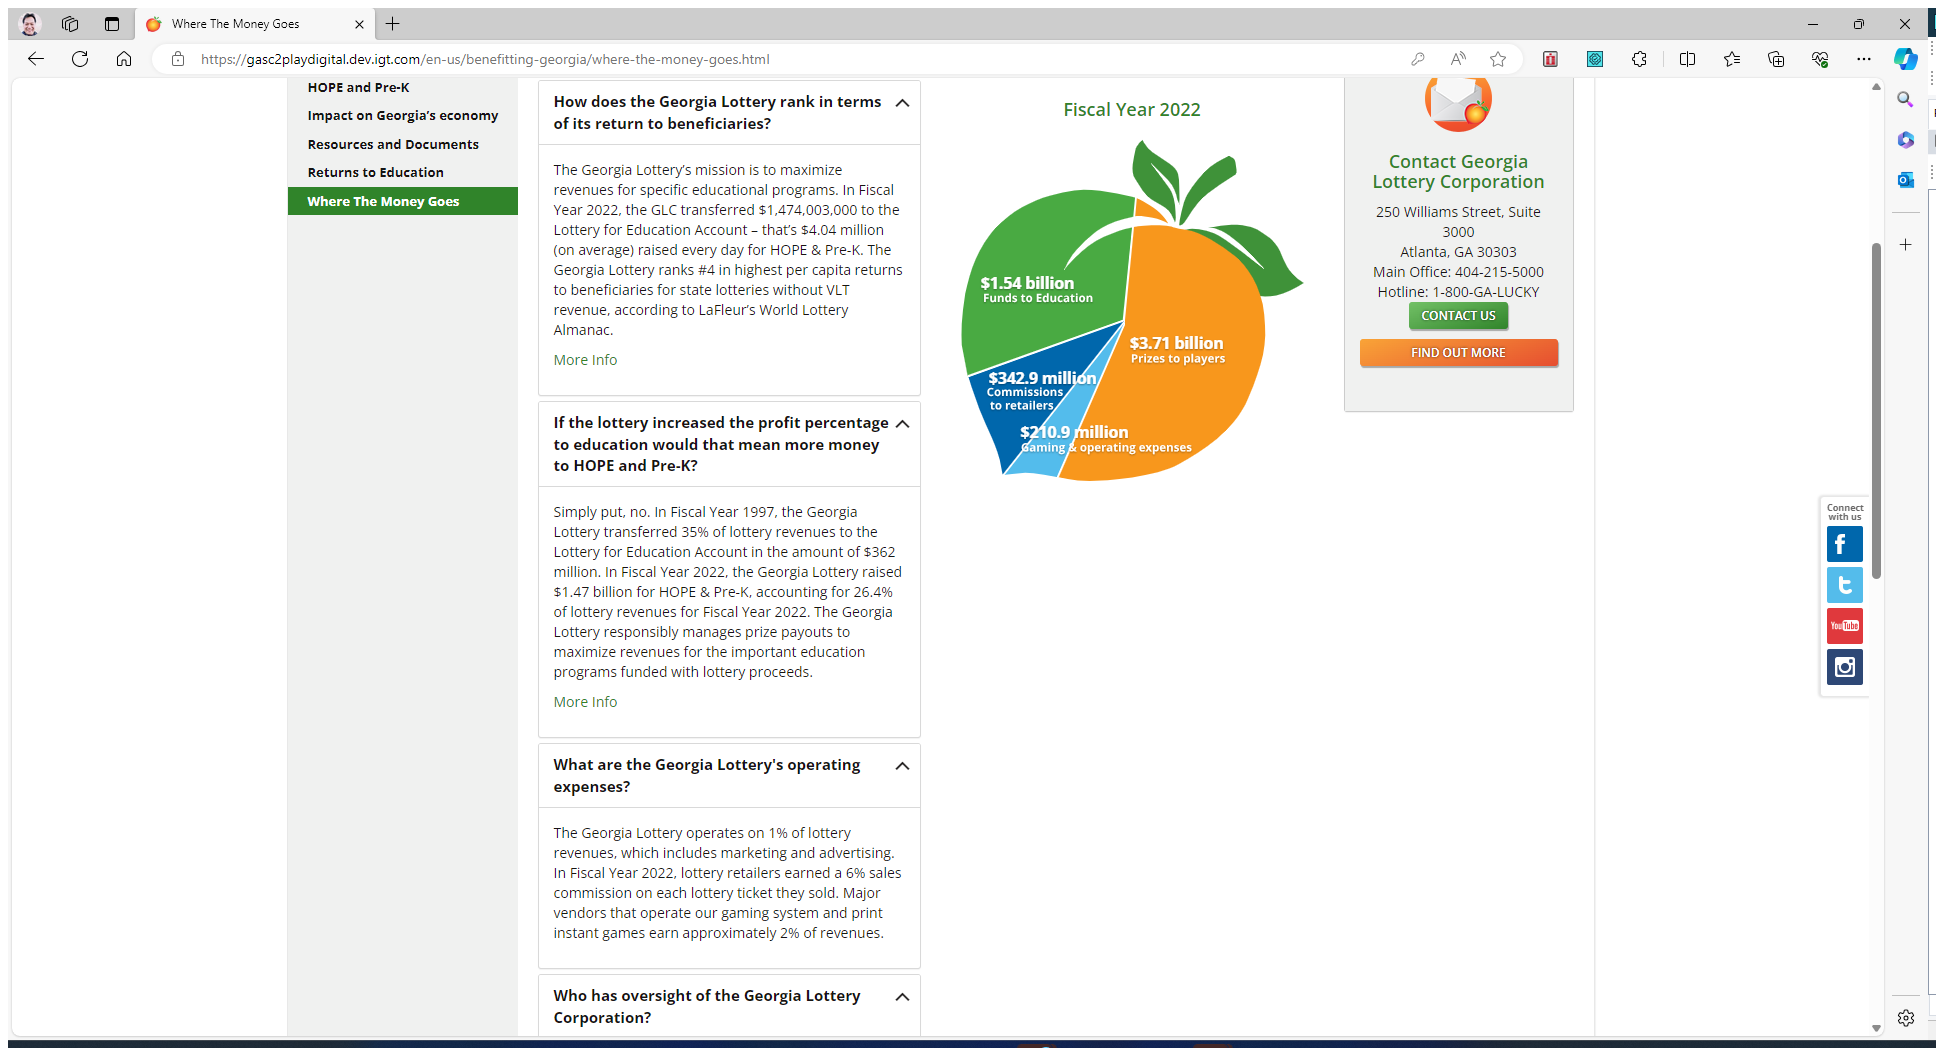 Where The Money Goes
https://gasc2playdigital.dev.igt.com/en-us/benefitting-georgia/where-the-money-goes.html
HOPE and Pre-K
Impact on Georgia's economy
Resources and Documents
Returns to Education
Where The Money Goes
How does the Georgia Lottery rank in terms
of its return to beneficiaries?
The Georgia Lottery's mission is to maximize
revenues for specific educational programs. In Fiscal
Year 2022, the GLC transferred $1,474,003,000 to the
Lottery for Education Account – that's $4.04 million
(on average) raised every day for HOPE & Pre-K. The
Georgia Lottery ranks #4 in highest per capita returns
to beneficiaries for state lotteries without VLT
revenue, according to LaFleur's World Lottery
Almanac.
More Info
If the lottery increased the profit percentage
to education would that mean more money
to HOPE and Pre-K?
Simply put, no. In Fiscal Year 1997, the Georgia
Lottery transferred 35% of lottery revenues to the
Lottery for Education Account in the amount of $362
million. In Fiscal Year 2022, the Georgia Lottery raised
$1.47 billion for HOPE & Pre-K, accounting for 26.4%
of lottery revenues for Fiscal Year 2022. The Georgia
Lottery responsibly manages prize payouts to
maximize revenues for the important education
programs funded with lottery proceeds.
More Info
What are the Georgia Lottery's operating
expenses?
The Georgia Lottery operates on 1% of lottery
revenues, which includes marketing and advertising.
In Fiscal Year 2022, lottery retailers earned a 6% sales
commission on each lottery ticket they sold. Major
vendors that operate our gaming system and print
instant games earn approximately 2% of revenues.
Who has oversight of the Georgia Lottery
Corporation?
Fiscal Year 2022
$1.54 billion
Funds to Education
$3.71 billion
Prizes to players
$342.9 million
Commissions
to retailers
$210.9 million
Gaming & operating expenses
Contact Georgia
Lottery Corporation
250 Williams Street, Suite
3000
Atlanta, GA 30303
Main Office: 404-215-5000
Hotline: 1-800-GA-LUCKY
CONTACT US
FIND OUT MORE
Connect
with us
YouTube